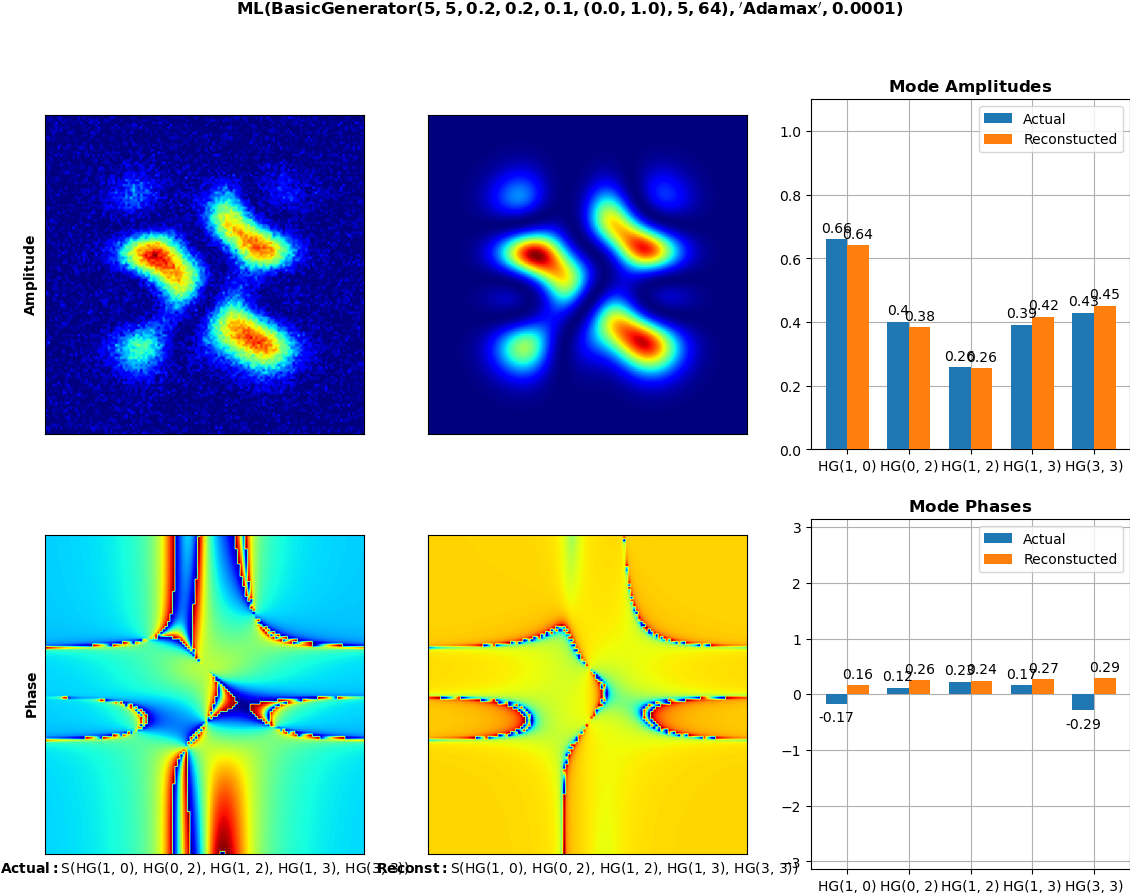 ML(BasicGenerator(5, 5, 0.2, 0.2, 0.1, (0.0, 1.0), 5, 64), ′Adamax′, 0.0001)
Mode Amplitudes
Amplitude
Actual
Reconstucted
1.0
0.8
0.6
0.4
0.2
0.0
0.66
0.64
0.4
0.38
0.26
0.26
0.39
0.42
0.43
0.45
HG(1, 0) HG(0, 2) HG(1, 2) HG(1, 3) HG(3, 3)
Mode Phases
Phase
Actual
Reconstucted
3
2
1
0
−1
−2
−3
-0.17
0.16
0.12
0.26
0.23
0.24
0.17
0.27
-0.29
0.29
HG(1, 0) HG(0, 2) HG(1, 2) HG(1, 3) HG(3, 3)
Actual: S(HG(1, 0), HG(0, 2), HG(1, 2), HG(1, 3), HG(3, 3))
Reconst: S(HG(1, 0), HG(0, 2), HG(1, 2), HG(1, 3), HG(3, 3))